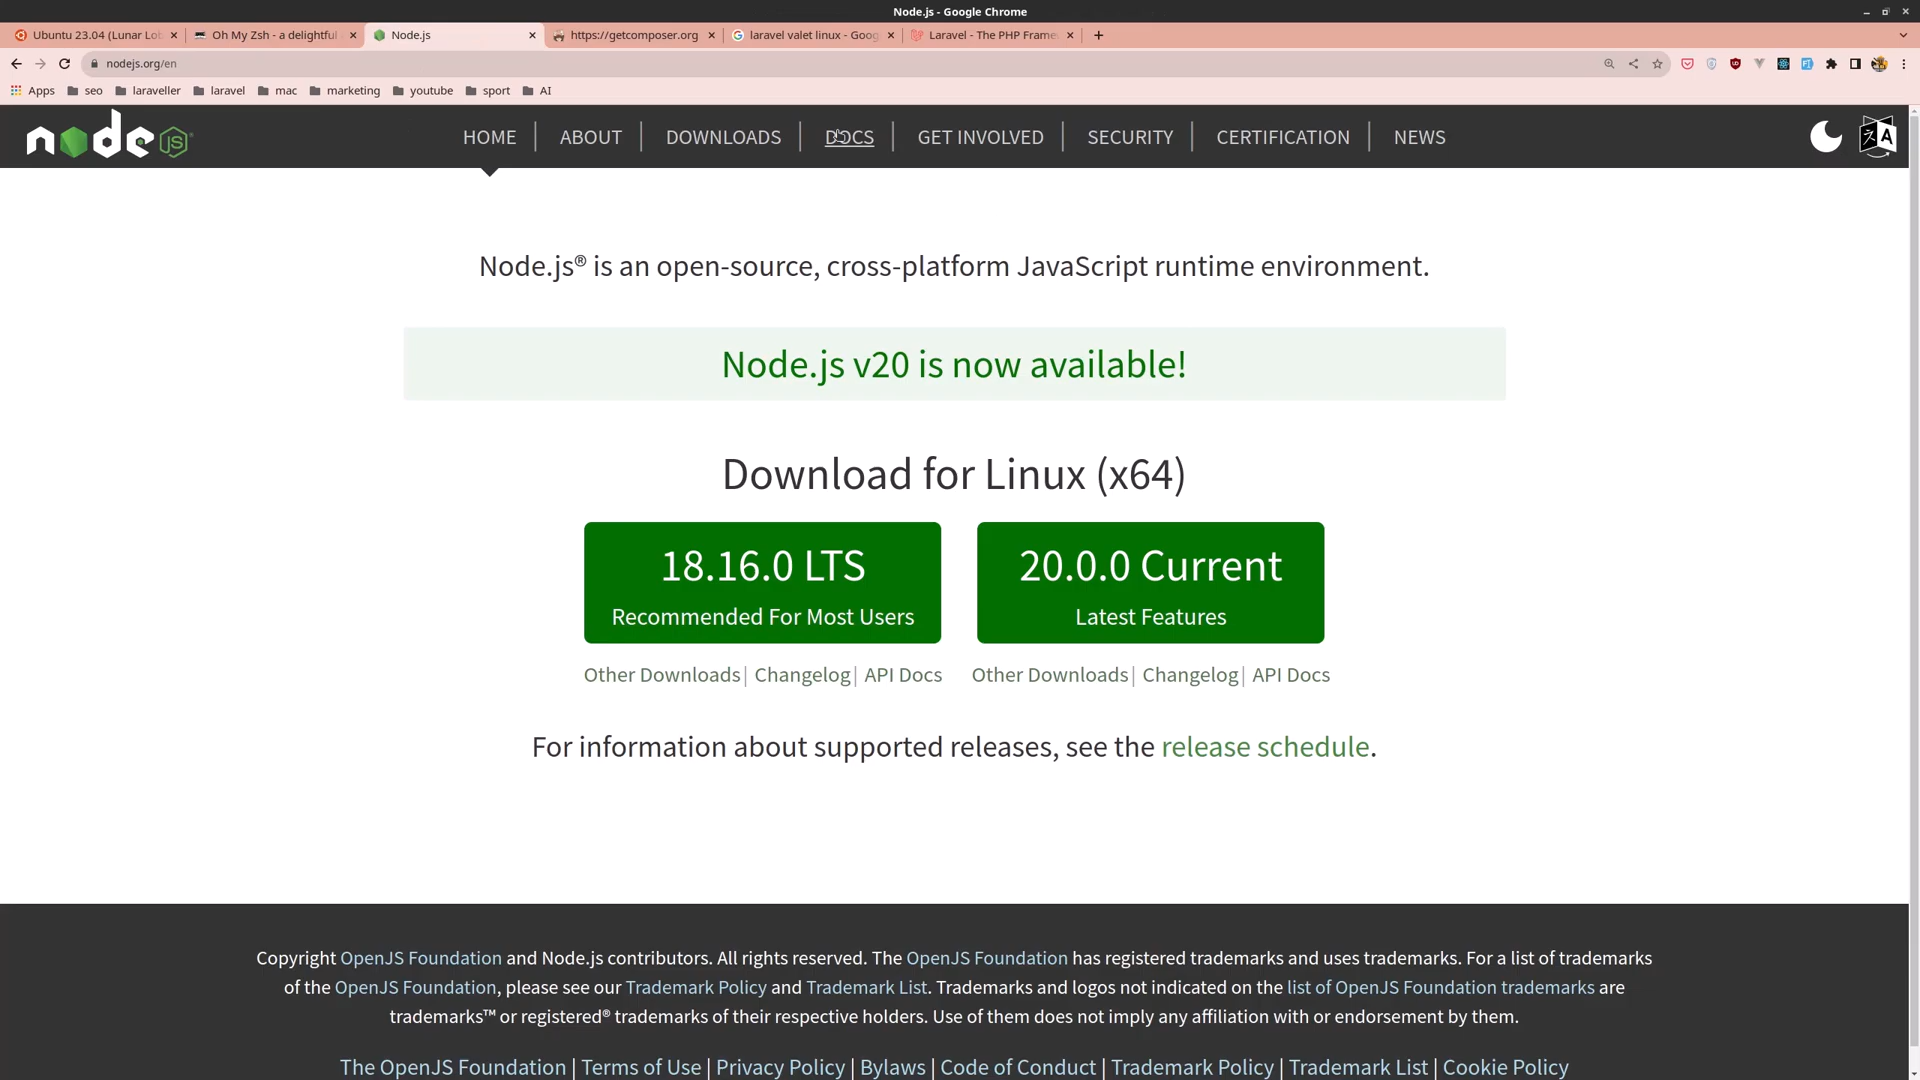 Node.js - Google Chrome
Ubuntu 23.04 (Lunar Lob
Oh My Zsh - a delightful
Node.js
https://getcomposer.org
laravel valet linux - Goog
Laravel - The PHP Frame
nodejs.org/en
Apps seo laraveller laravel mac marketing youtube sport AI
node JS
HOME | ABOUT | DOWNLOADS | DOCS | GET INVOLVED | SECURITY | CERTIFICATION | NEWS
Node.js® is an open-source, cross-platform JavaScript runtime environment.
Node.js v20 is now available!
Download for Linux (x64)
18.16.0 LTS
Recommended For Most Users
20.0.0 Current
Latest Features
Other Downloads| Changelog| API Docs
Other Downloads| Changelog| API Docs
For information about supported releases, see the release schedule.
Copyright OpenJS Foundation and Node.js contributors. All rights reserved. The OpenJS Foundation has registered trademarks and uses trademarks. For a list of trademarks
of the OpenJS Foundation, please see our Trademark Policy and Trademark List. Trademarks and logos not indicated on the list of OpenJS Foundation trademarks are
trademarks™ or registered® trademarks of their respective holders. Use of them does not imply any affiliation with or endorsement by them.
The OpenJS Foundation | Terms of Use | Privacy Policy | Bylaws | Code of Conduct | Trademark Policy | Trademark List | Cookie Policy